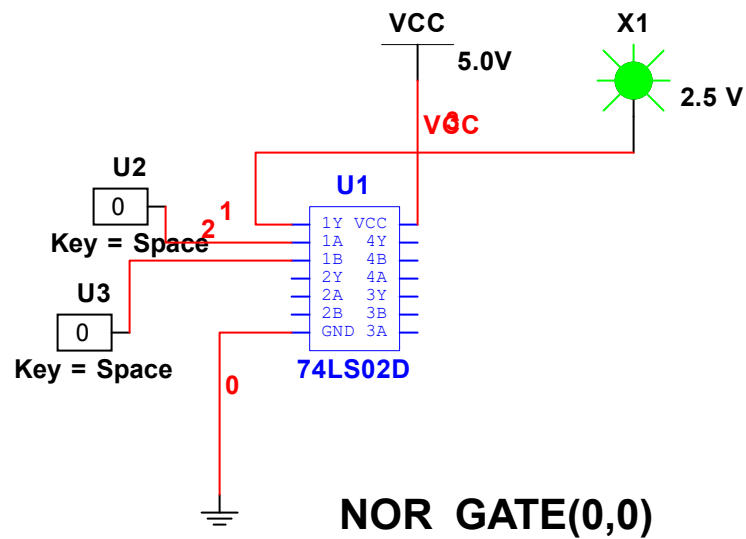 VCC
X1
5.0V
2.5 V
VCC
3
U2
U1
0
1
2
Key = Space
1Y VCC
1A 4Y
1B 4B
2Y 4A
2A 3Y
2B 3B
GND 3A
U3
0
Key = Space
74LS02D
0
NOR GATE(0,0)